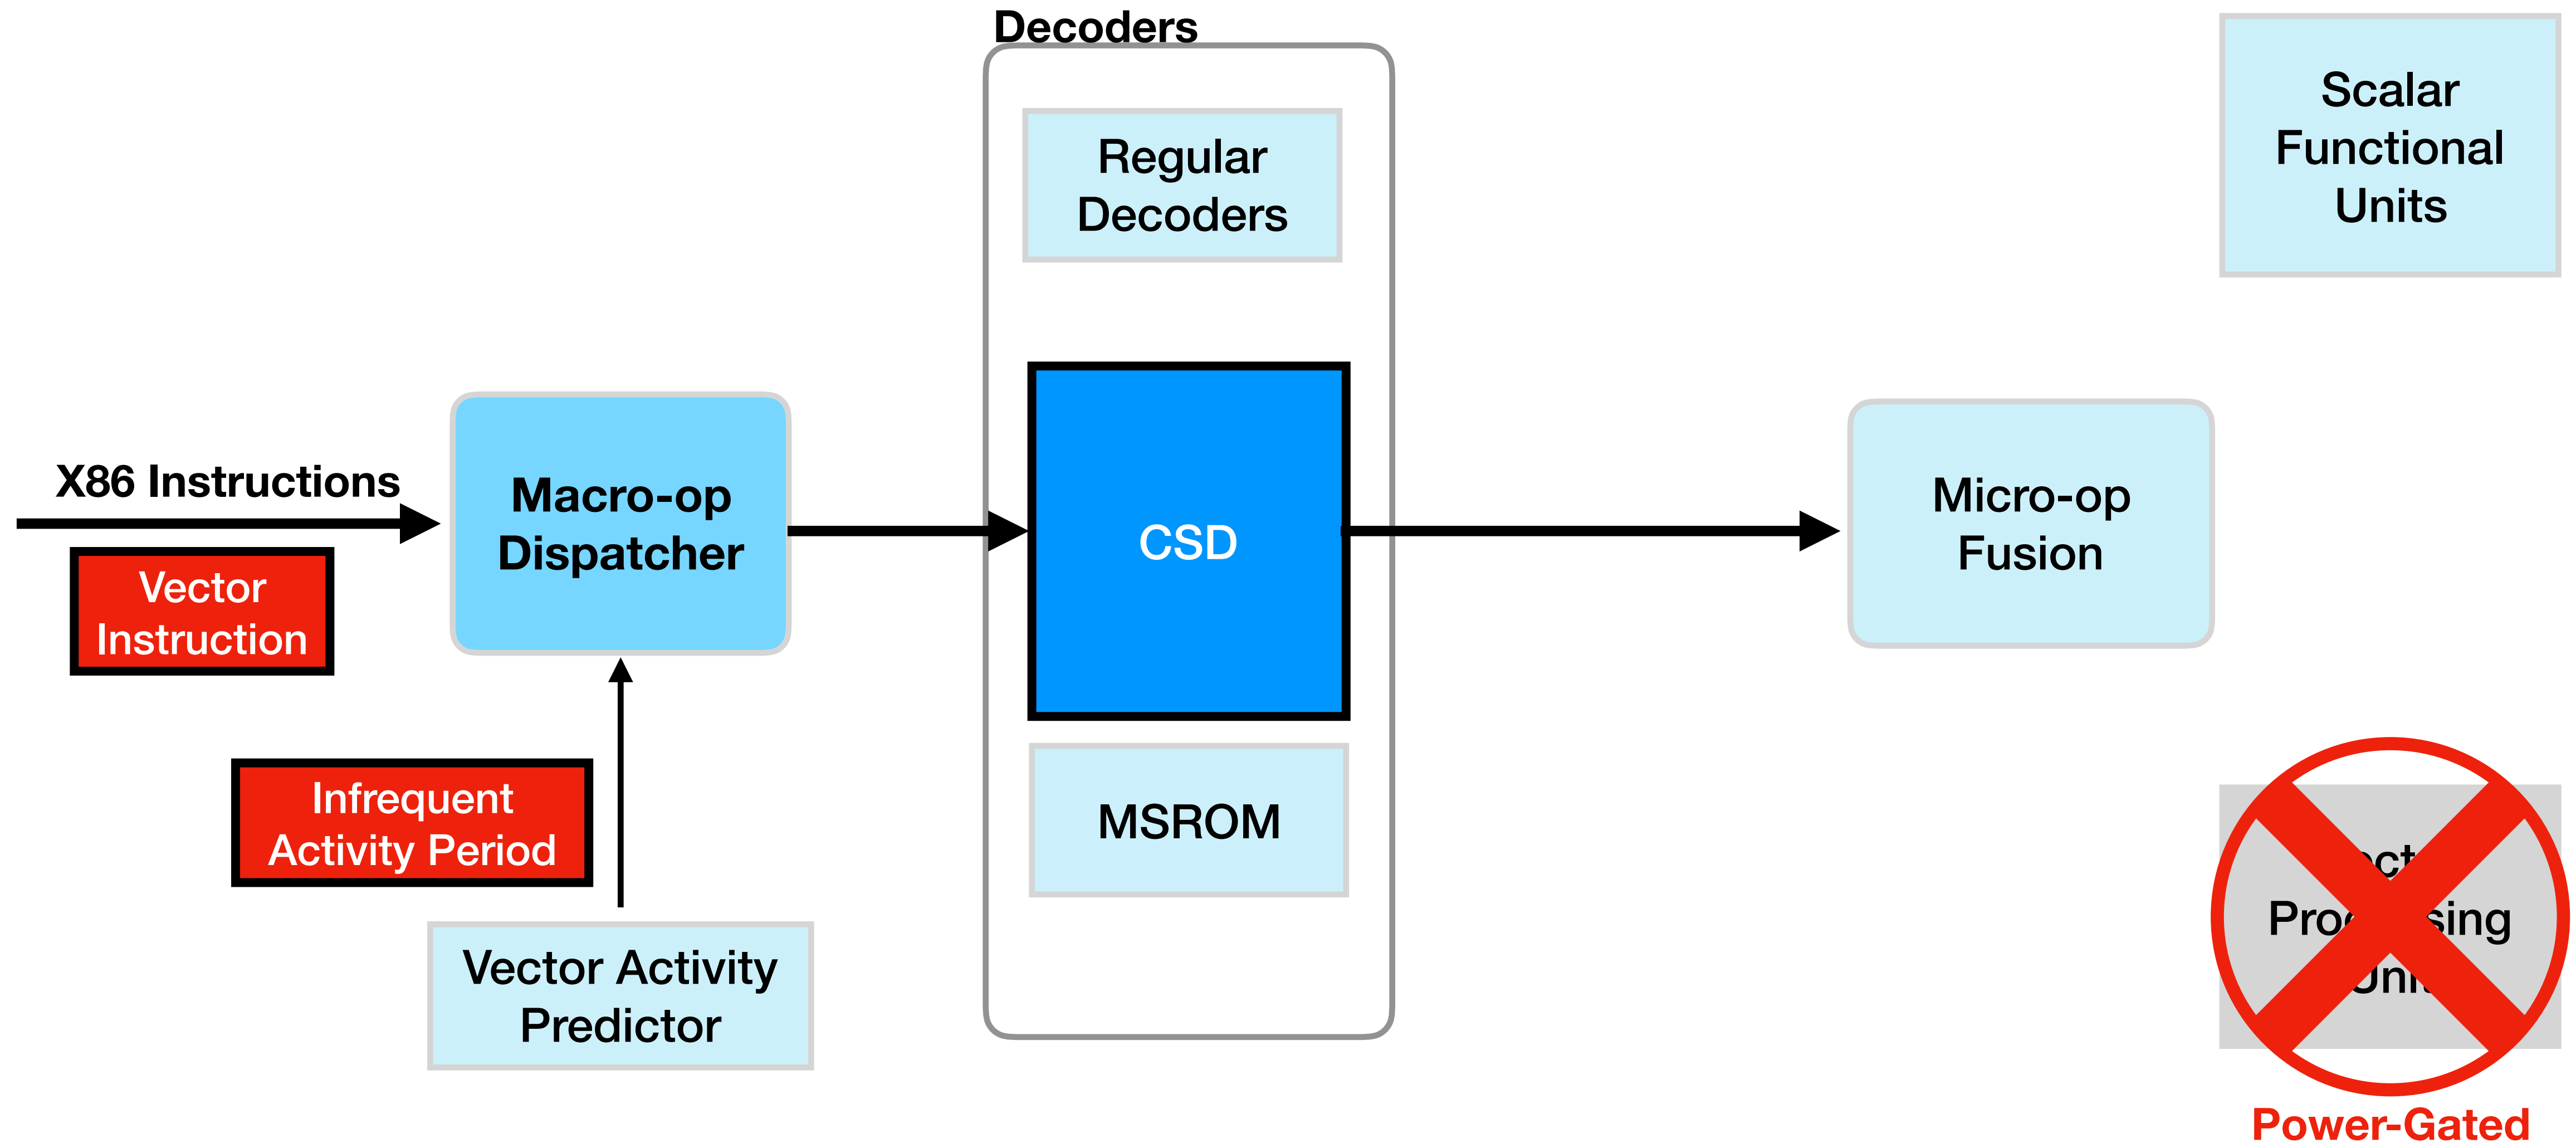 Decoders
Scalar
Functional
Units
Regular
Decoders
X86 Instructions
Vector
Instruction
Macro-op
Dispatcher
CSD
Micro-op
Fusion
Infrequent
Activity Period
MSROM
Vector Activity
Predictor
Power-Gated